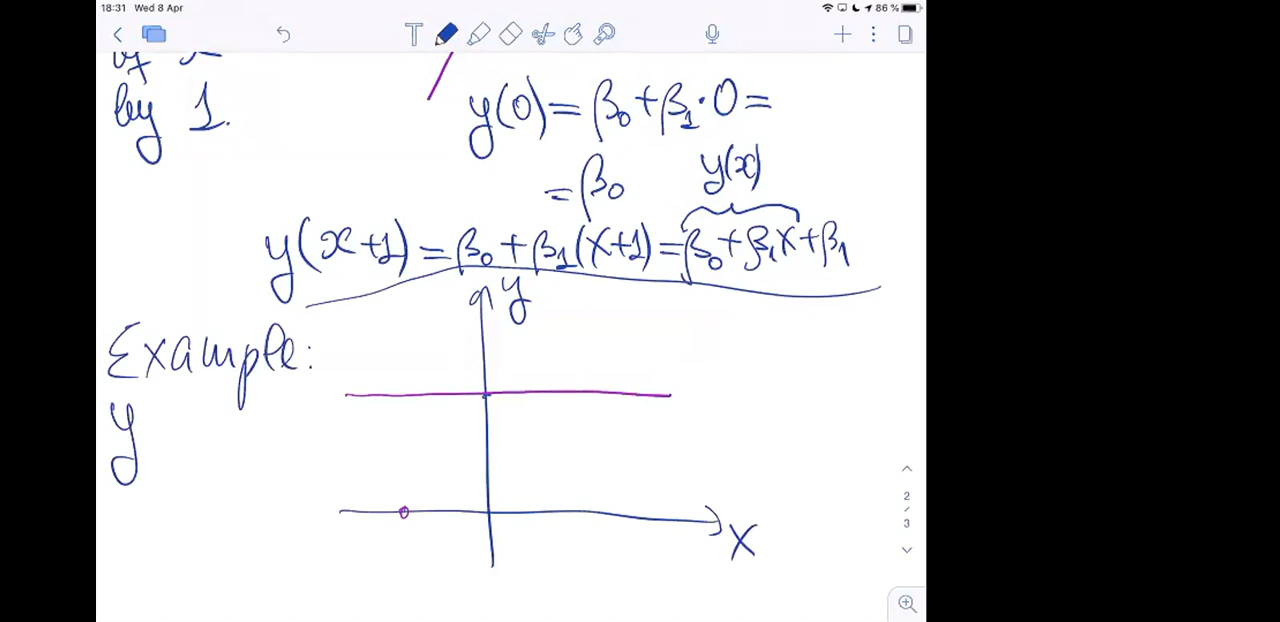 18:31 Wed 8 Apr
86 %
T
by 1.
y(0) = β₀ + β₁ · 0 =
= β₀
y(x)
y(x+1) = β₀ + β₁(x+1) = β₀ + β₁x + β₁
y
Example:
y
x
2
3